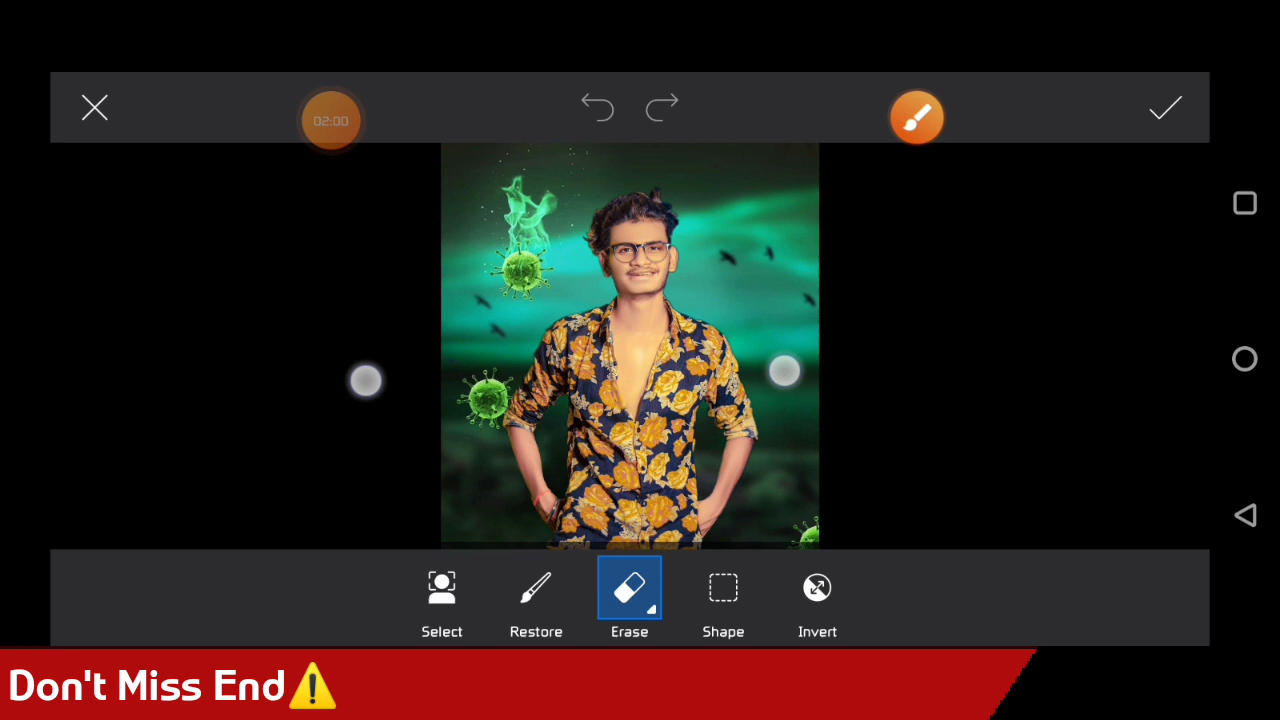 02:00
Select
Restore
Erase
Shape
Invert
Don't Miss End⚠️